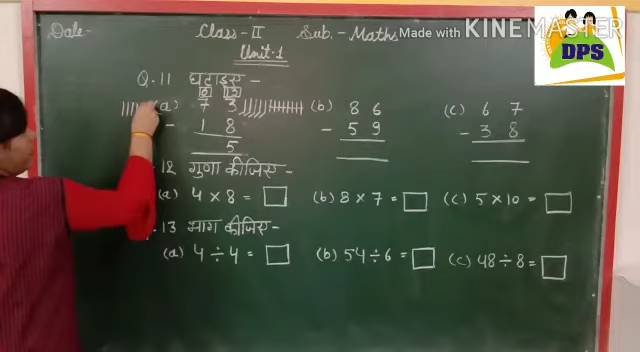 Date- Class-II Sub.-Maths Made with KINEMASTER
DPS
Unit-1
Q.11 घटाइए -
6 13
(a) 7 3 (b) 8 6 (c) 6 7
- 1 8 - 5 9 - 3 8
5
12 गुणा कीजिए-
(a) 4 × 8 = (b) 8 × 7 = (c) 5 × 10 =
.13 भाग कीजिए-
(a) 4 ÷ 4 = (b) 54 ÷ 6 = (c) 48 ÷ 8 =